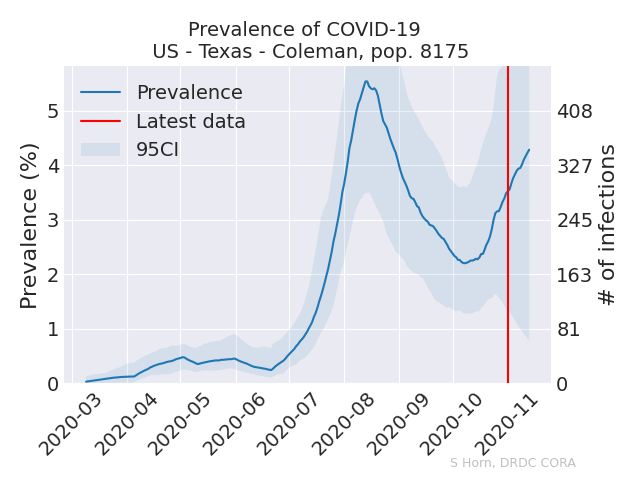 Prevalence of COVID-19
US - Texas - Coleman, pop. 8175
Prevalence
Latest data
95CI
Prevalence (%)
5
4
3
2
1
0
408
327
245
163
81
0
# of infections
2020-03
2020-04
2020-05
2020-06
2020-07
2020-08
2020-09
2020-10
2020-11
S Horn, DRDC CORA